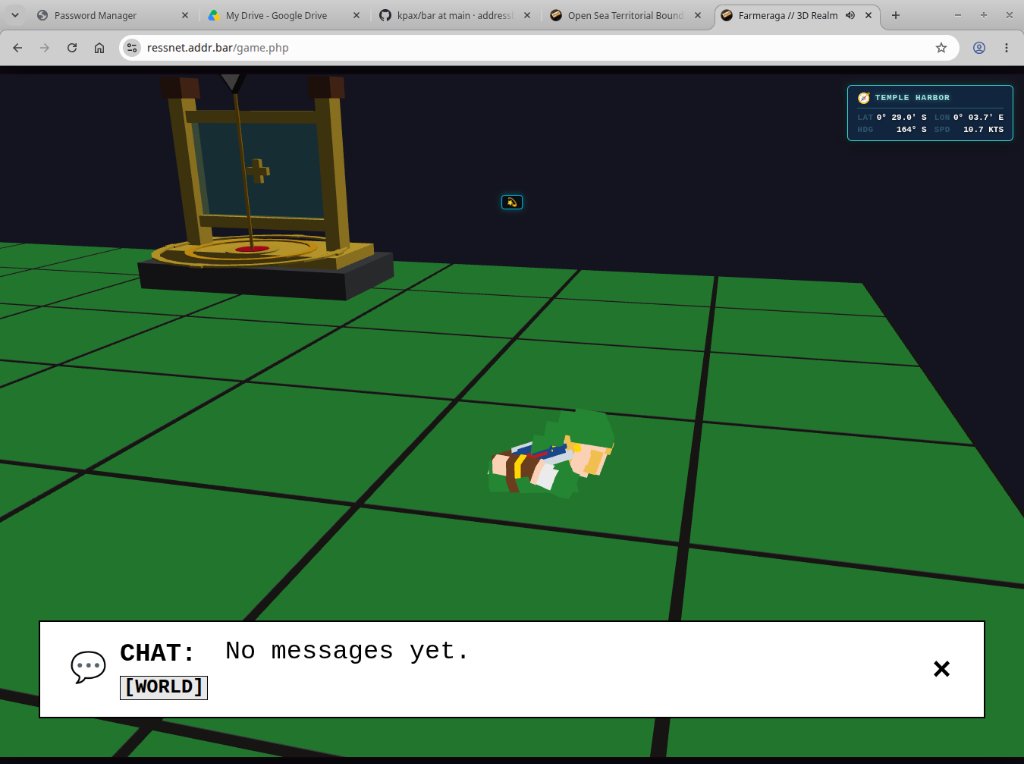 Password Manager
My Drive - Google Drive
kpax/bar at main · address
Open Sea Territorial Bound
Farmeraga // 3D Realm
ressnet.addr.bar/game.php
TEMPLE HARBOR
LAT 0° 29.0' S LON 0° 03.7' E
HDG 164° S SPD 10.7 KTS
CHAT: No messages yet.
[WORLD]